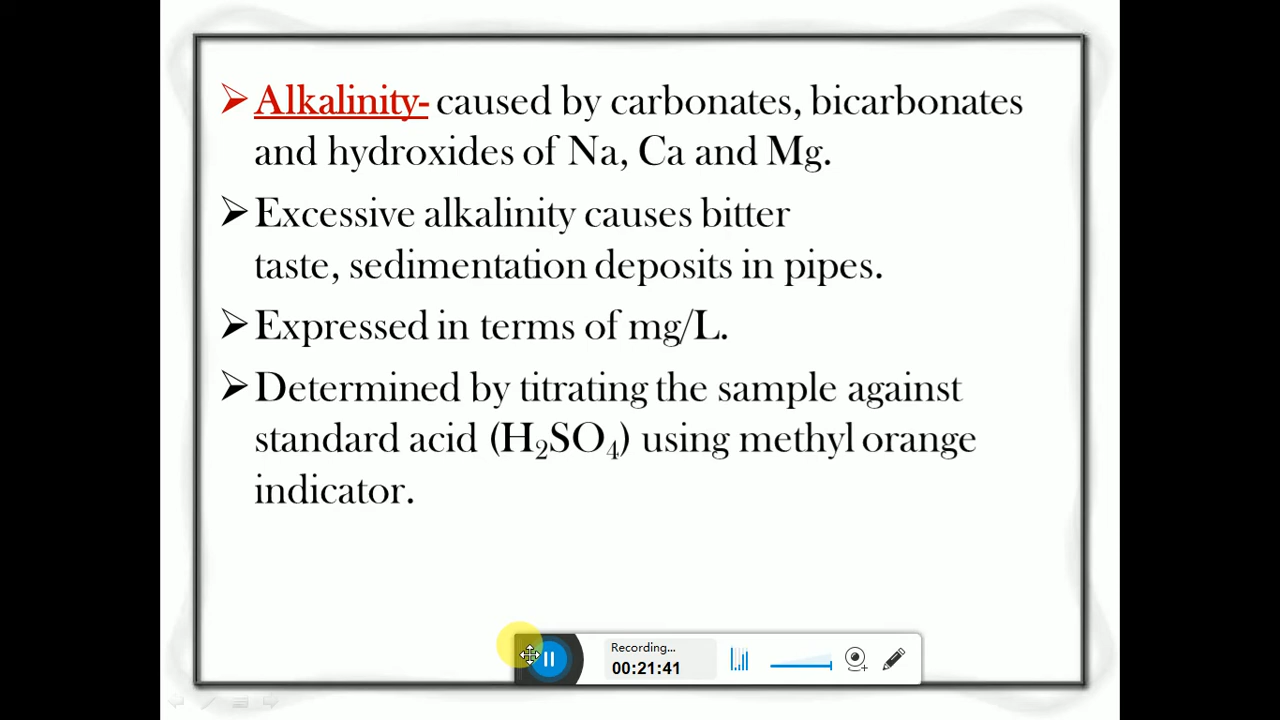 Alkalinity- caused by carbonates, bicarbonates
and hydroxides of Na, Ca and Mg.
Excessive alkalinity causes bitter
taste, sedimentation deposits in pipes.
Expressed in terms of mg/L.
Determined by titrating the sample against
standard acid (H₂SO₄) using methyl orange
indicator.
Recording...
00:21:41